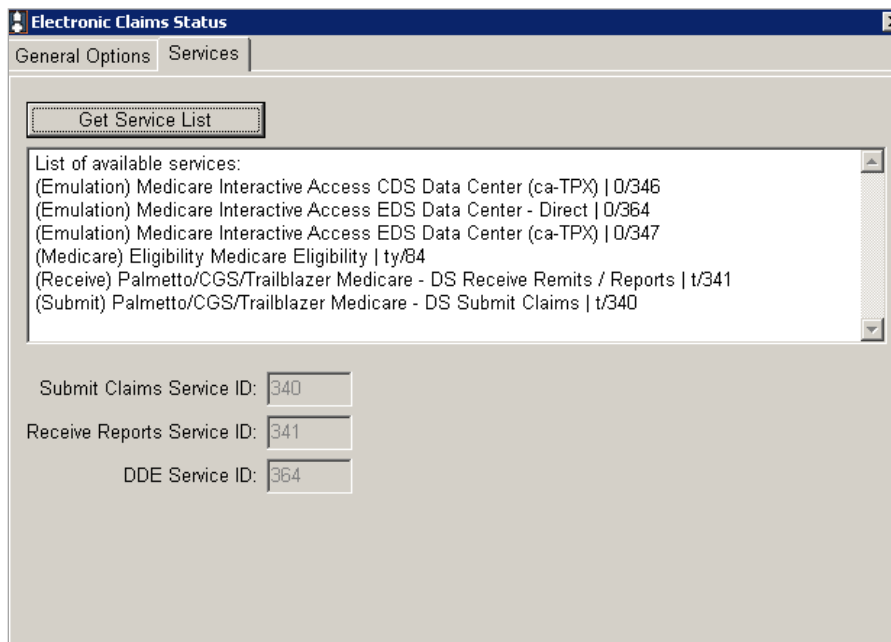 Electronic Claims Status
General Options Services
Get Service List
List of available services:
(Emulation) Medicare Interactive Access CDS Data Center (ca-TPX) | 0/346
(Emulation) Medicare Interactive Access EDS Data Center - Direct | 0/364
(Emulation) Medicare Interactive Access EDS Data Center (ca-TPX) | 0/347
(Medicare) Eligibility Medicare Eligibility | ty/84
(Receive) Palmetto/CGS/Trailblazer Medicare - DS Receive Remits / Reports | t/341
(Submit) Palmetto/CGS/Trailblazer Medicare - DS Submit Claims | t/340
Submit Claims Service ID: 340
Receive Reports Service ID: 341
DDE Service ID: 364